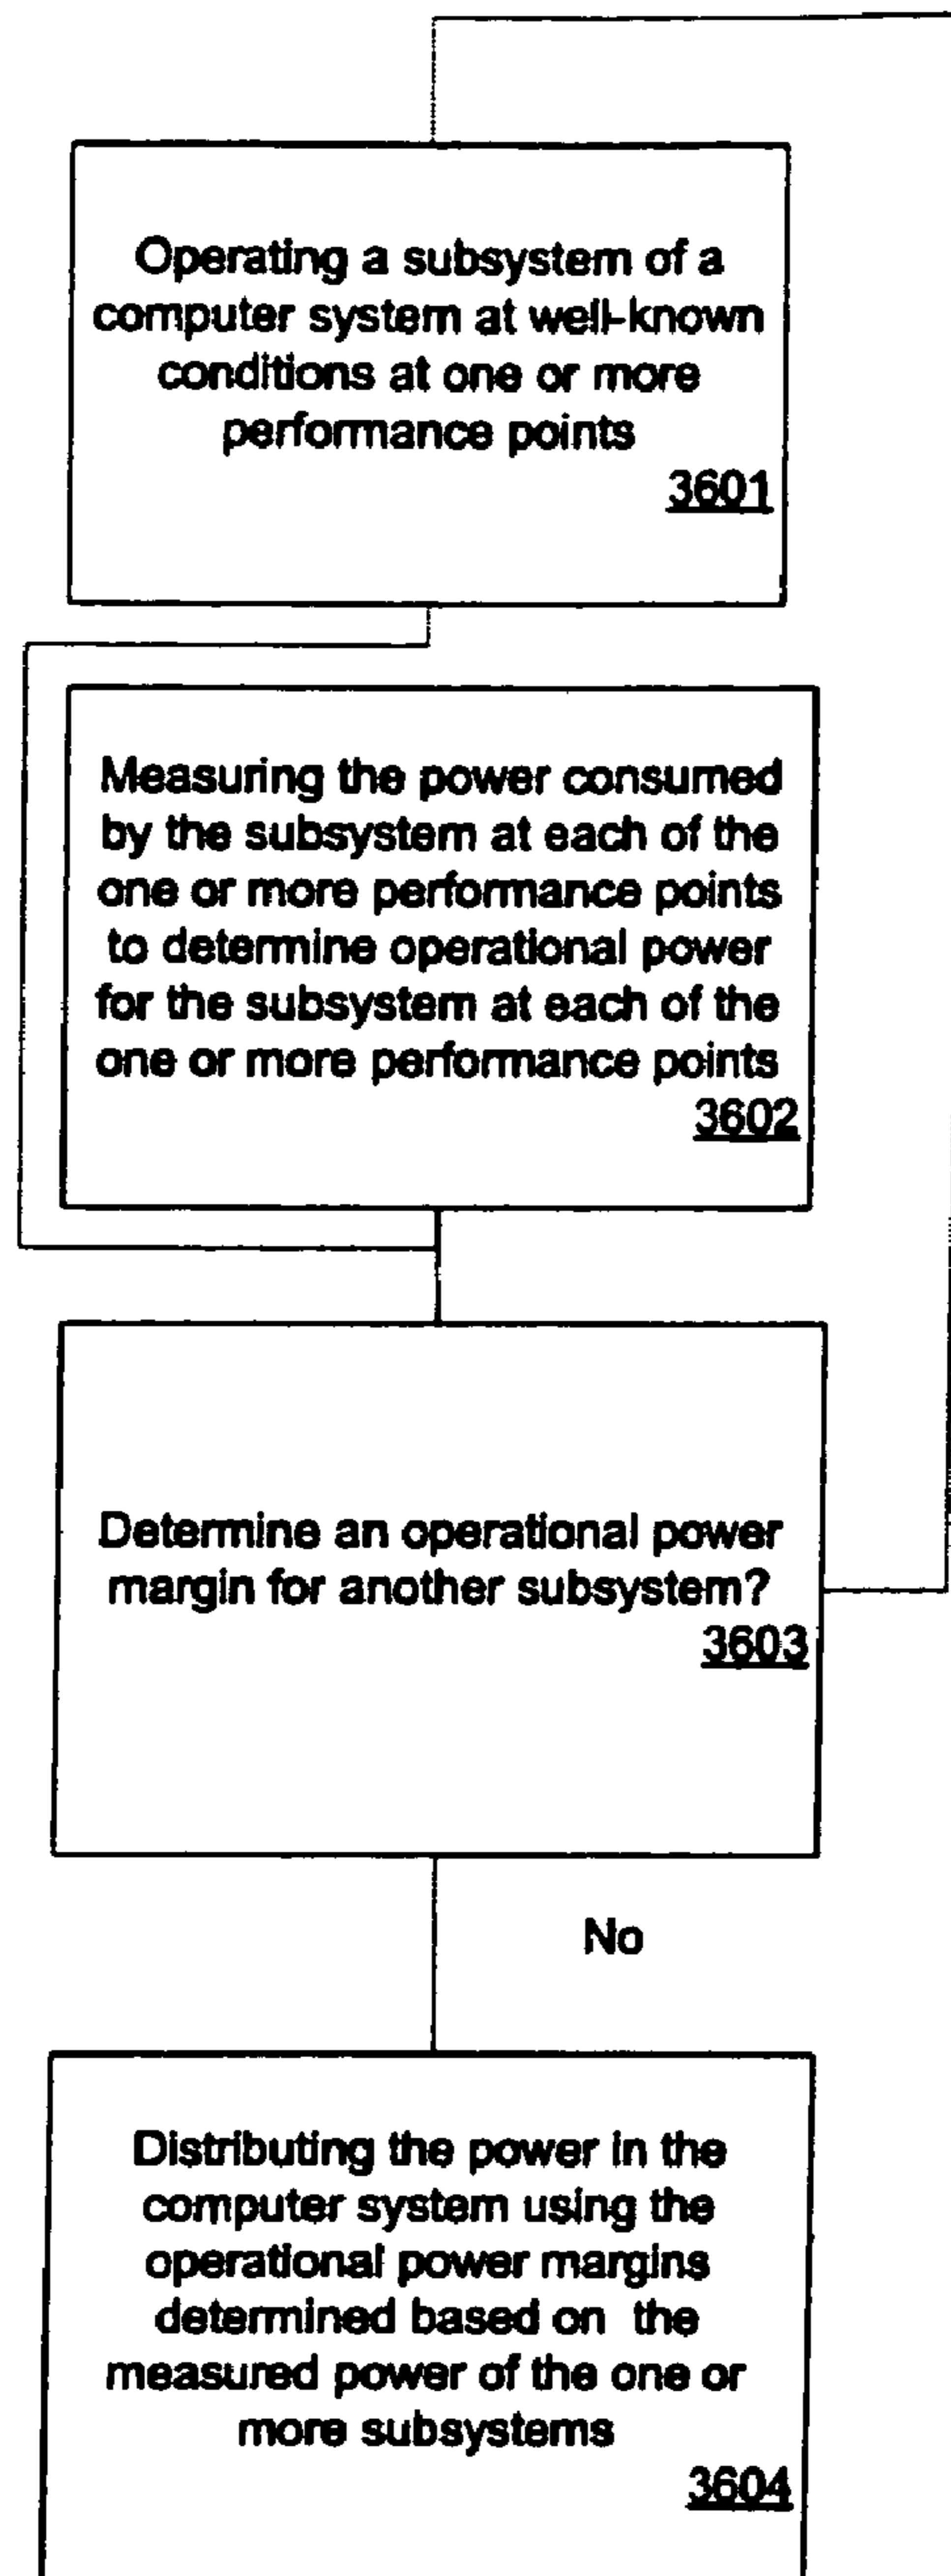 Operating a subsystem of a
computer system at well-known
conditions at one or more
performance points
3601
Measuring the power consumed
by the subsystem at each of the
one or more performance points
to determine operational power
for the subsystem at each of the
one or more performance points
3602
Determine an operational power
margin for another subsystem?
3603
No
Distributing the power in the
computer system using the
operational power margins
determined based on the
measured power of the one or
more subsystems
3604